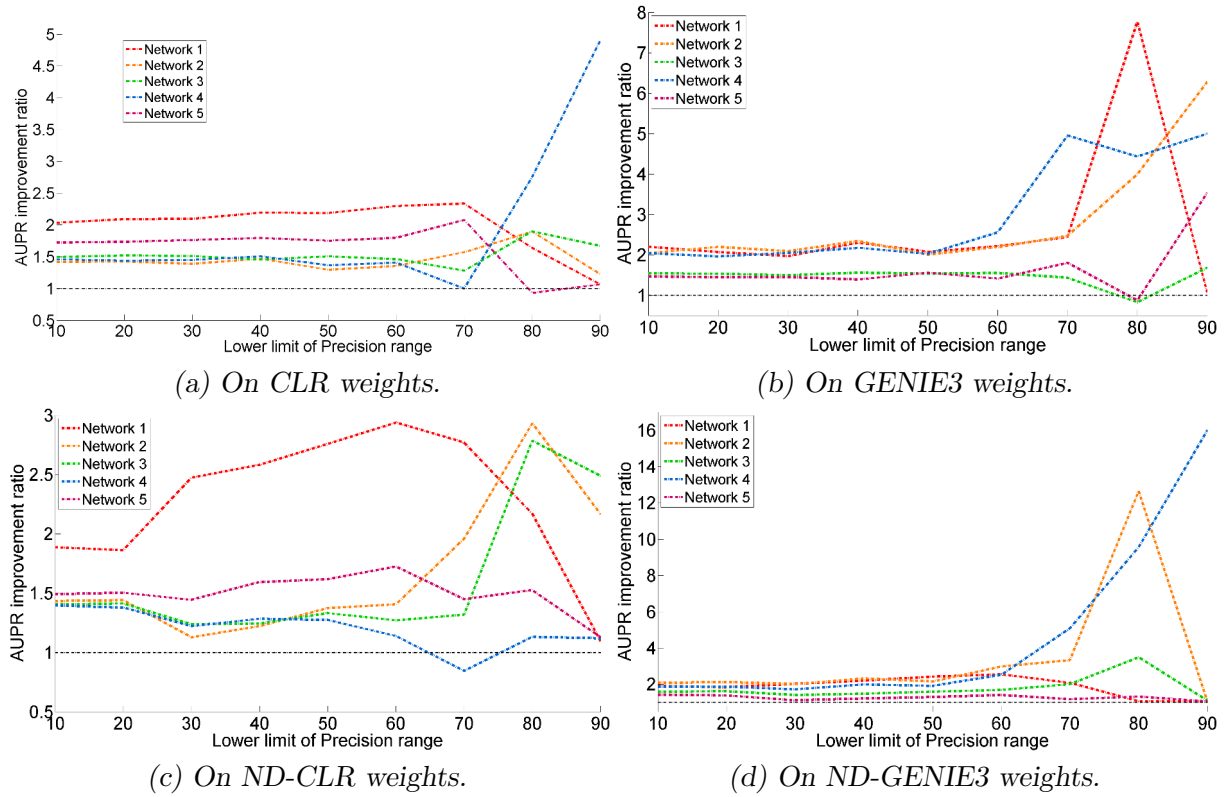 AUPR improvement ratio
5
4.5
4
3.5
3
2.5
2
1.5
1
0.5
Network 1
Network 2
Network 3
Network 4
Network 5
10 20 30 40 50 60 70 80 90
Lower limit of Precision range
(a) On CLR weights.
AUPR improvement ratio
8
7
6
5
4
3
2
1
Network 1
Network 2
Network 3
Network 4
Network 5
10 20 30 40 50 60 70 80 90
Lower limit of Precision range
(b) On GENIE3 weights.
AUPR improvement ratio
3
2.5
2
1.5
1
0.5
Network 1
Network 2
Network 3
Network 4
Network 5
10 20 30 40 50 60 70 80 90
Lower limit of Precision range
(c) On ND-CLR weights.
AUPR improvement ratio
16
14
12
10
8
6
4
2
Network 1
Network 2
Network 3
Network 4
Network 5
10 20 30 40 50 60 70 80 90
Lower limit of Precision range
(d) On ND-GENIE3 weights.